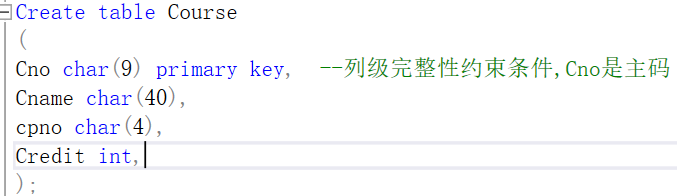 Create table Course
(
Cno char(9) primary key,  --列级完整性约束条件,Cno是主码
Cname char(40),
cpno char(4),
Credit int,
);